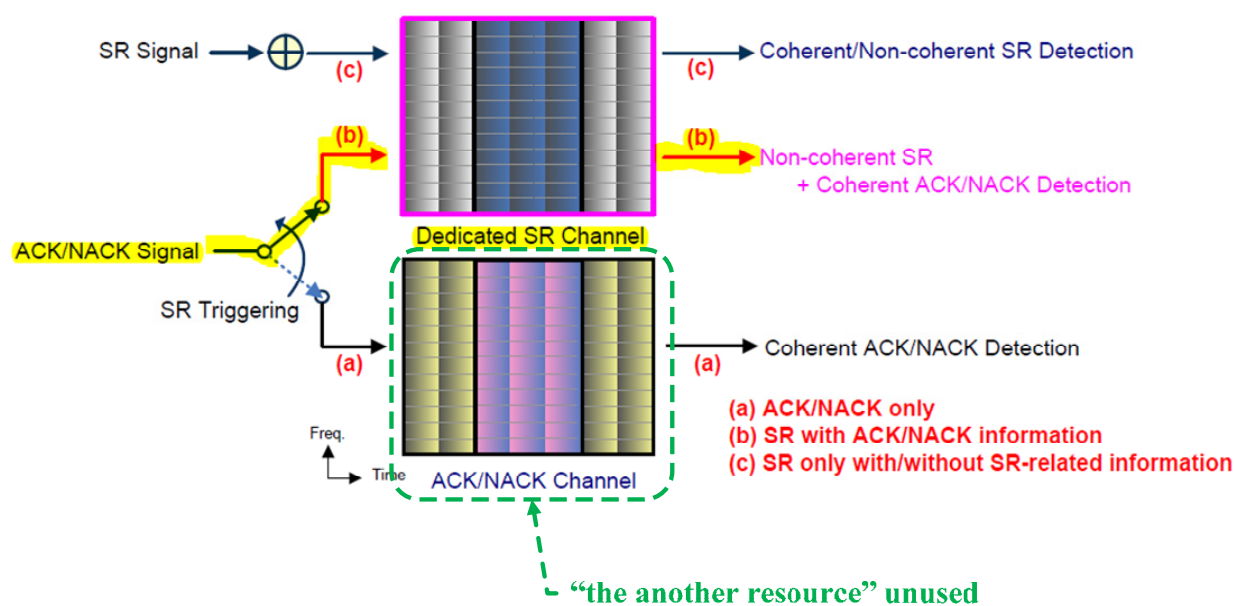 SR Signal
(c)
(c)
Coherent/Non-coherent SR Detection
(b)
(b)
Non-coherent SR
+ Coherent ACK/NACK Detection
ACK/NACK Signal
Dedicated SR Channel
SR Triggering
(a)
(a)
Coherent ACK/NACK Detection
(a) ACK/NACK only
(b) SR with ACK/NACK information
(c) SR only with/without SR-related information
Freq.
Time
ACK/NACK Channel
“the another resource” unused